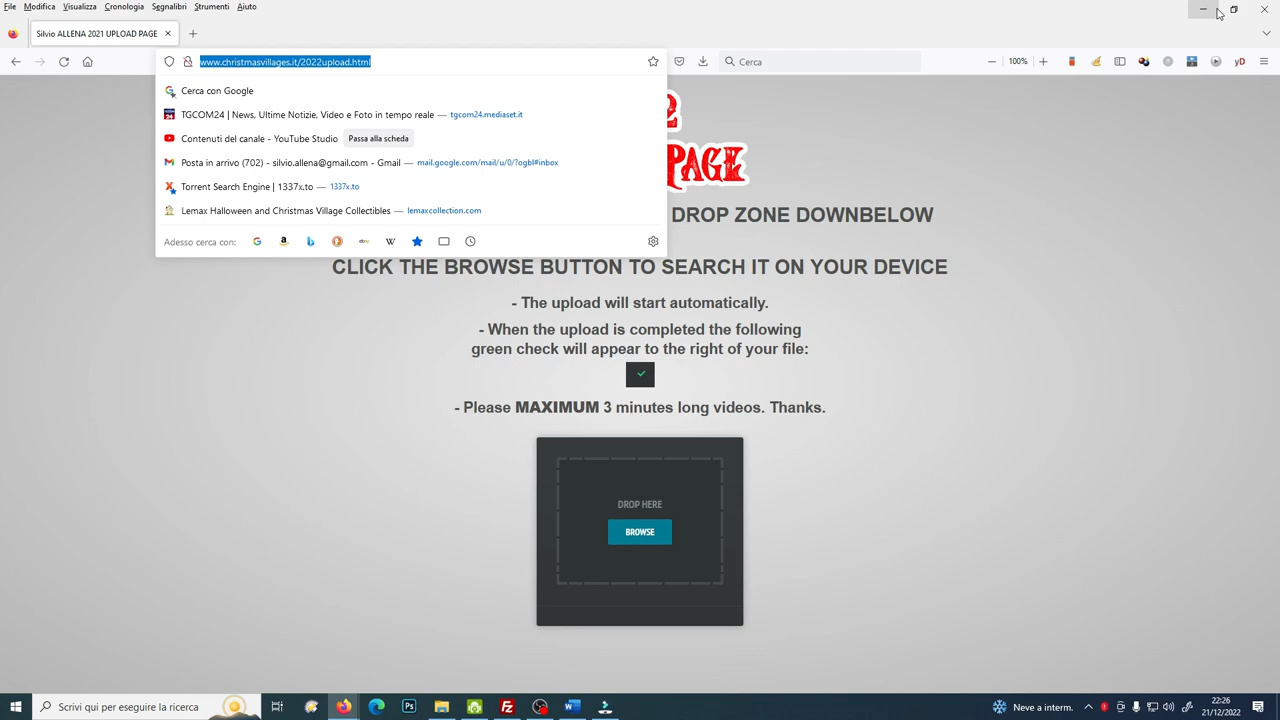 File Modifica Visualizza Cronologia Segnalibri Strumenti Aiuto
Silvio ALLENA 2021 UPLOAD PAGE
www.christmasvillages.it/2022upload.html
100%
Cerca
yD
Cerca con Google
TGCOM24 | News, Ultime Notizie, Video e Foto in tempo reale — tgcom24.mediaset.it
Contenuti del canale - YouTube Studio Passa alla scheda
Posta in arrivo (702) - silvio.allena@gmail.com - Gmail — mail.google.com/mail/u/0/?ogbl#inbox
Torrent Search Engine | 1337x.to — 1337x.to
Lemax Halloween and Christmas Village Collectibles — lemaxcollection.com
Adesso cerca con:
2
PAGE
DROP ZONE DOWNBELOW
CLICK THE BROWSE BUTTON TO SEARCH IT ON YOUR DEVICE
- The upload will start automatically.
- When the upload is completed the following
green check will appear to the right of your file:
- Please MAXIMUM 3 minutes long videos. Thanks.
DROP HERE
BROWSE
Scrivi qui per eseguire la ricerca
Neve a interm.
22:26
21/12/2022